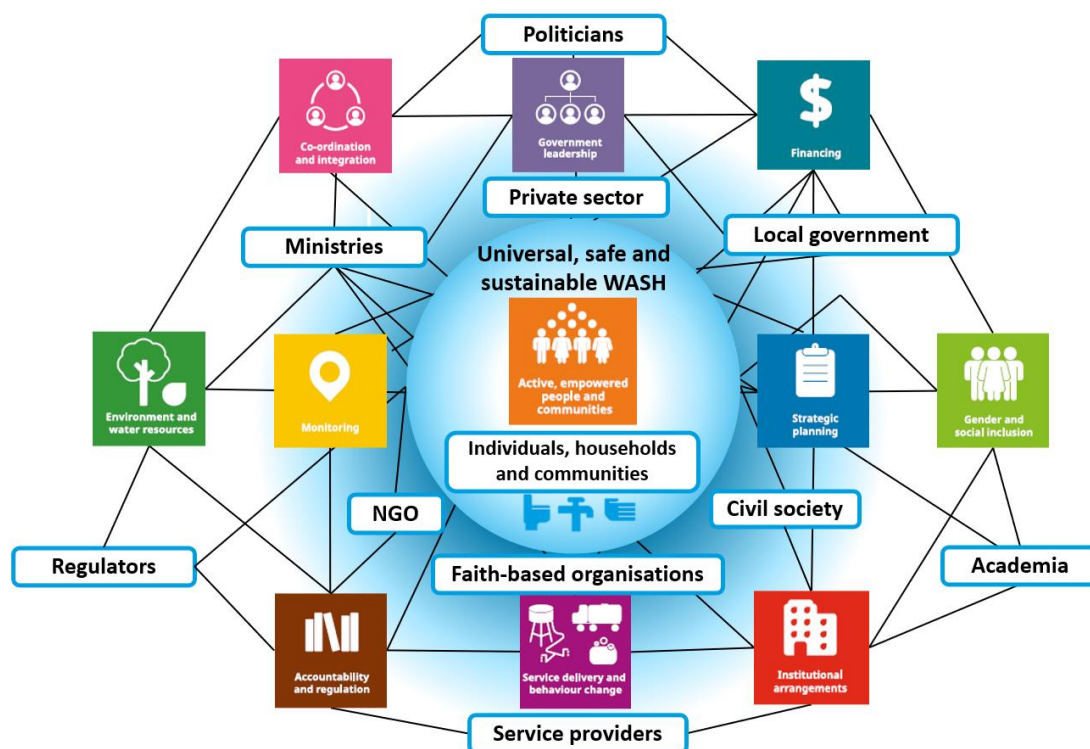 Politicians
Co-ordination
and integration
Government
leadership
Financing
Private sector
Ministries
Local government
Universal, safe and
sustainable WASH
Environment and
water resources
Monitoring
Active, empowered
people and
communities
Strategic
planning
Gender and
social inclusion
Individuals, households
and communities
NGO
Civil society
Regulators
Faith-based organisations
Academia
Accountability
and regulation
Service delivery and
behaviour change
Institutional
arrangements
Service providers